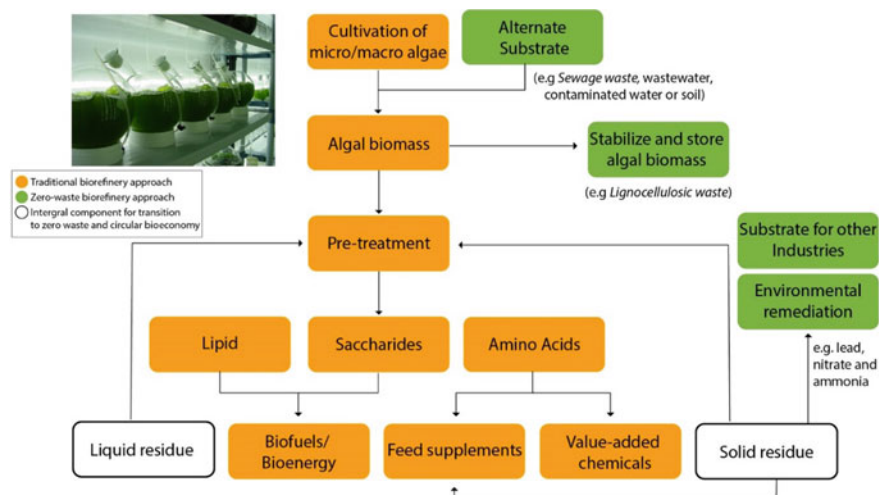 Cultivation of
micro/macro algae
Alternate
Substrate
(e.g Sewage waste, wastewater,
contaminated water or soil)
Algal biomass
Stabilize and store
algal biomass
(e.g Lignocellulosic waste)
Traditional biorefinery approach
Zero-waste biorefinery approach
Intergral component for transition
to zero waste and circular bioeconomy
Pre-treatment
Substrate for other
Industries
Environmental
remediation
e.g. lead,
nitrate and
ammonia
Lipid
Saccharides
Amino Acids
Liquid residue
Biofuels/
Bioenergy
Feed supplements
Value-added
chemicals
Solid residue